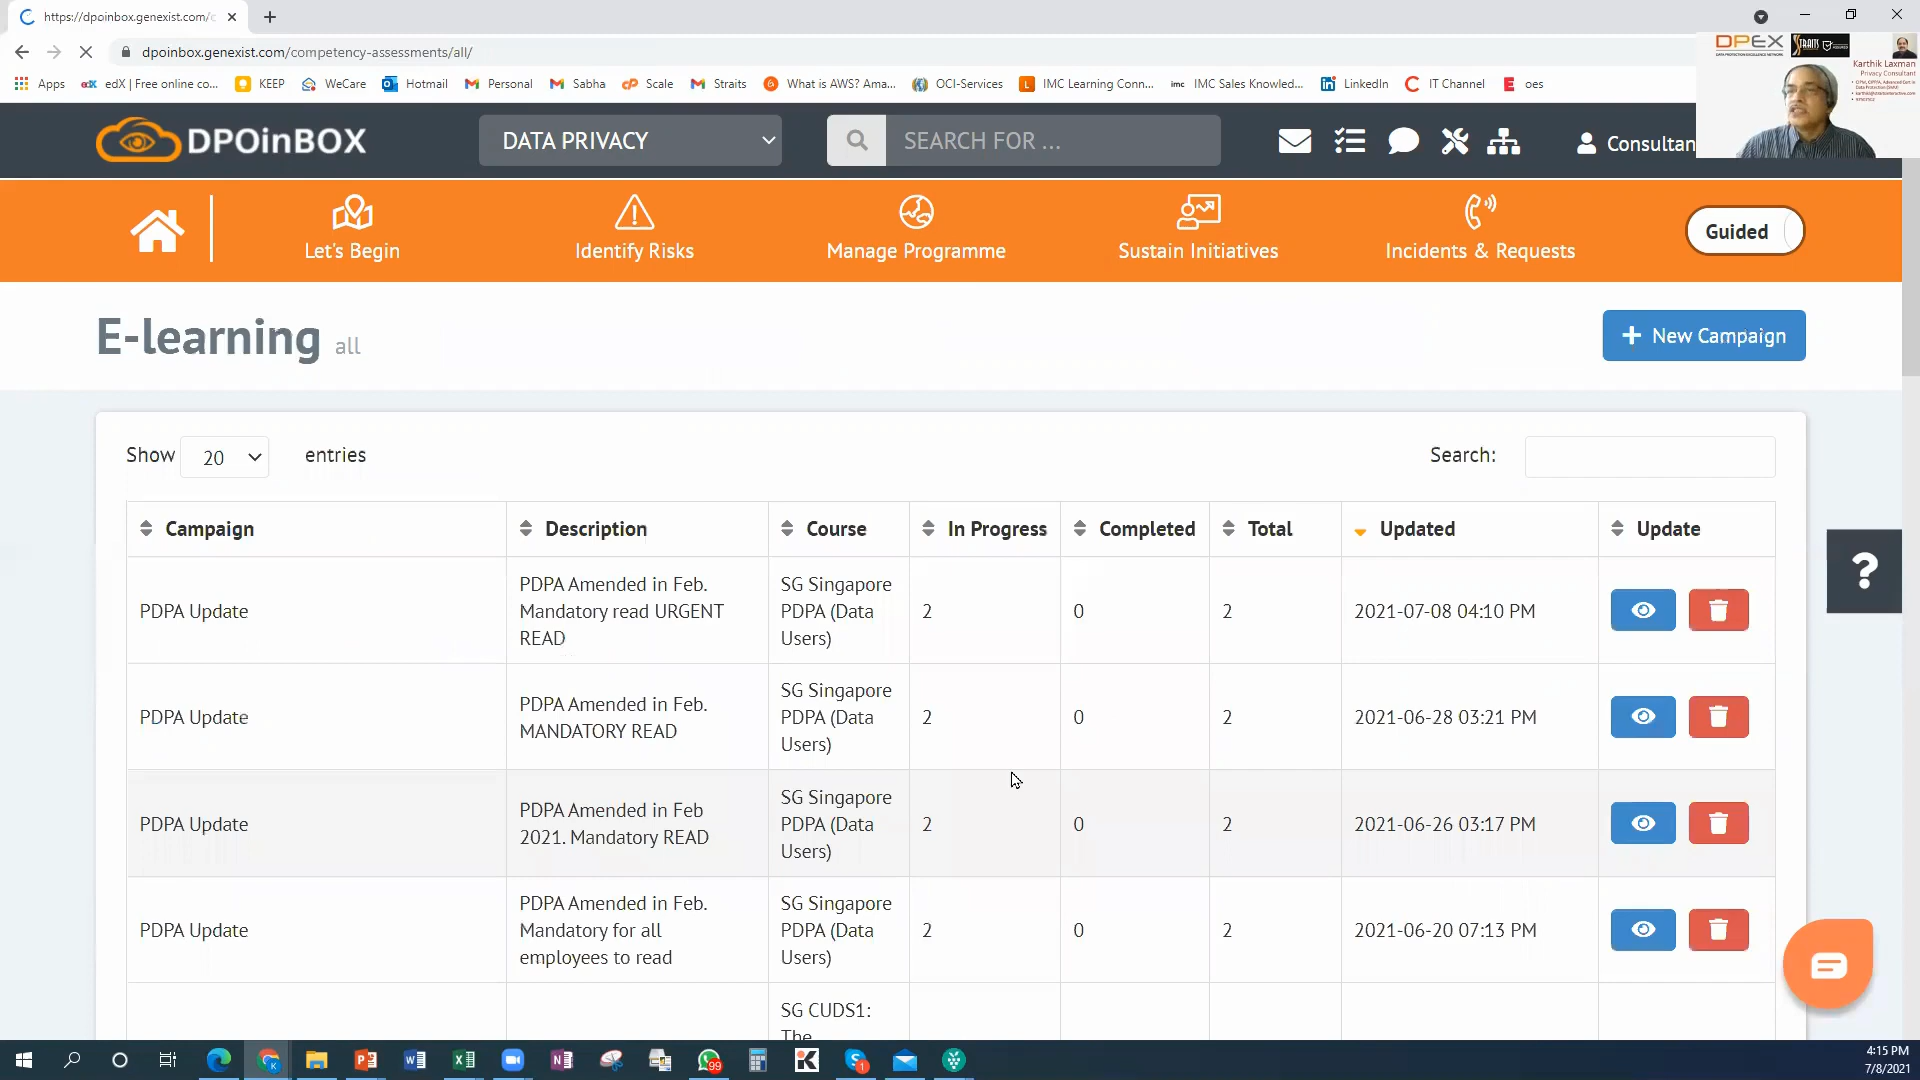 https://dpoinbox.genexist.com/c
dpoinbox.genexist.com/competency-assessments/all/
Apps
edX | Free online co...
KEEP
WeCare
Hotmail
Personal
Sabha
Scale
Straits
What is AWS? Ama...
OCI-Services
IMC Learning Conn...
IMC Sales Knowled...
LinkedIn
IT Channel
oes
DPEX
STRAITS
Karthik Laxman
Privacy Consultant
DPOinBOX
DATA PRIVACY
SEARCH FOR ...
Consultan
Let's Begin
Identify Risks
Manage Programme
Sustain Initiatives
Incidents & Requests
Guided
E-learning all
+ New Campaign
Show 20 entries
Search:
Campaign Description Course In Progress Completed Total Updated Update
PDPA Update
PDPA Amended in Feb.
Mandatory read URGENT
READ
SG Singapore
PDPA (Data
Users)
2 0 2 2021-07-08 04:10 PM
PDPA Update
PDPA Amended in Feb.
MANDATORY READ
SG Singapore
PDPA (Data
Users)
2 0 2 2021-06-28 03:21 PM
PDPA Update
PDPA Amended in Feb
2021. Mandatory READ
SG Singapore
PDPA (Data
Users)
2 0 2 2021-06-26 03:17 PM
PDPA Update
PDPA Amended in Feb.
Mandatory for all
employees to read
SG Singapore
PDPA (Data
Users)
2 0 2 2021-06-20 07:13 PM
SG CUDS1:
The
?
99
1
4:15 PM
7/8/2021